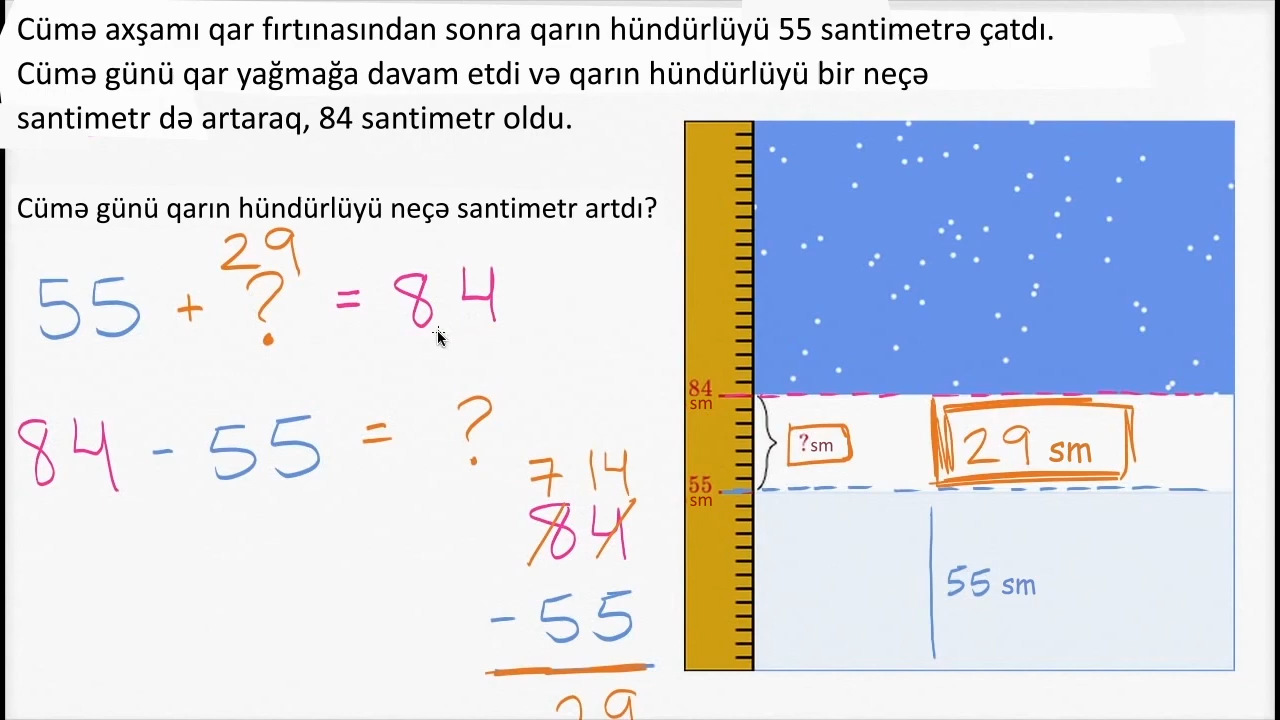 Cümə axşamı qar fırtınasından sonra qarın hündürlüyü 55 santimetrə çatdı.
Cümə günü qar yağmağa davam etdi və qarın hündürlüyü bir neçə
santimetr də artaraq, 84 santimetr oldu.
Cümə günü qarın hündürlüyü neçə santimetr artdı?
29
55 + ? = 84
84 - 55 = ?
7 14
84
- 55
29
84
sm
?sm
29 sm
55
sm
55 sm